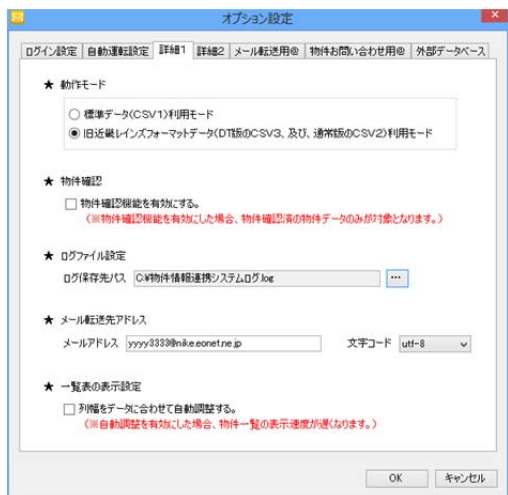 オプション設定
ログイン設定 自動運転設定 詳細1 詳細2 メール転送用@ 物件お問い合わせ用@ 外部データベース
★ 動作モード
標準データ(CSV1)利用モード
旧近畿レインズフォーマットデータ(DT版のCSV3、及び、通常版のCSV2)利用モード
★ 物件確認
物件確認機能を有効にする。
(※物件確認機能を有効にした場合、物件確認済の物件データのみが対象となります。)
★ ログファイル設定
ログ保存先パス C:¥物件情報連携システムログ.log ...
★ メール転送先アドレス
メールアドレス yyyy3333@nike.eonet.ne.jp 文字コード utf-8
★ 一覧表の表示設定
列幅をデータに合わせて自動調整する。
(※自動調整を有効にした場合、物件一覧の表示速度が遅くなります。)
OK キャンセル